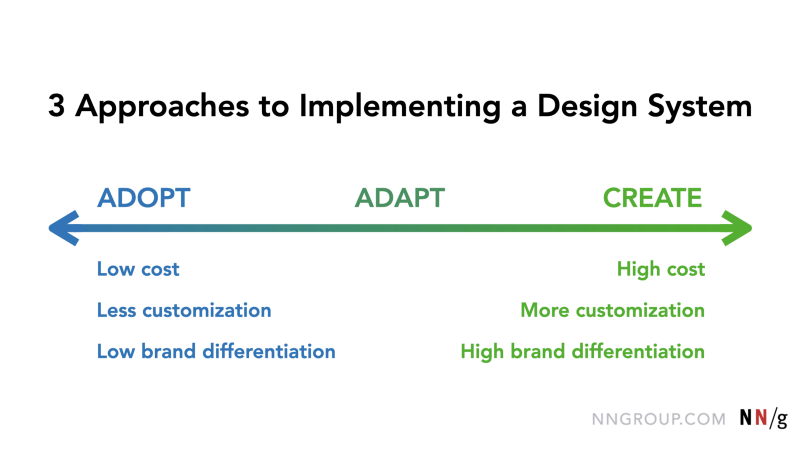 3 Approaches to Implementing a Design System
ADOPT ADAPT CREATE
Low cost High cost
Less customization More customization
Low brand differentiation High brand differentiation
NNGROUP.COM NN/g